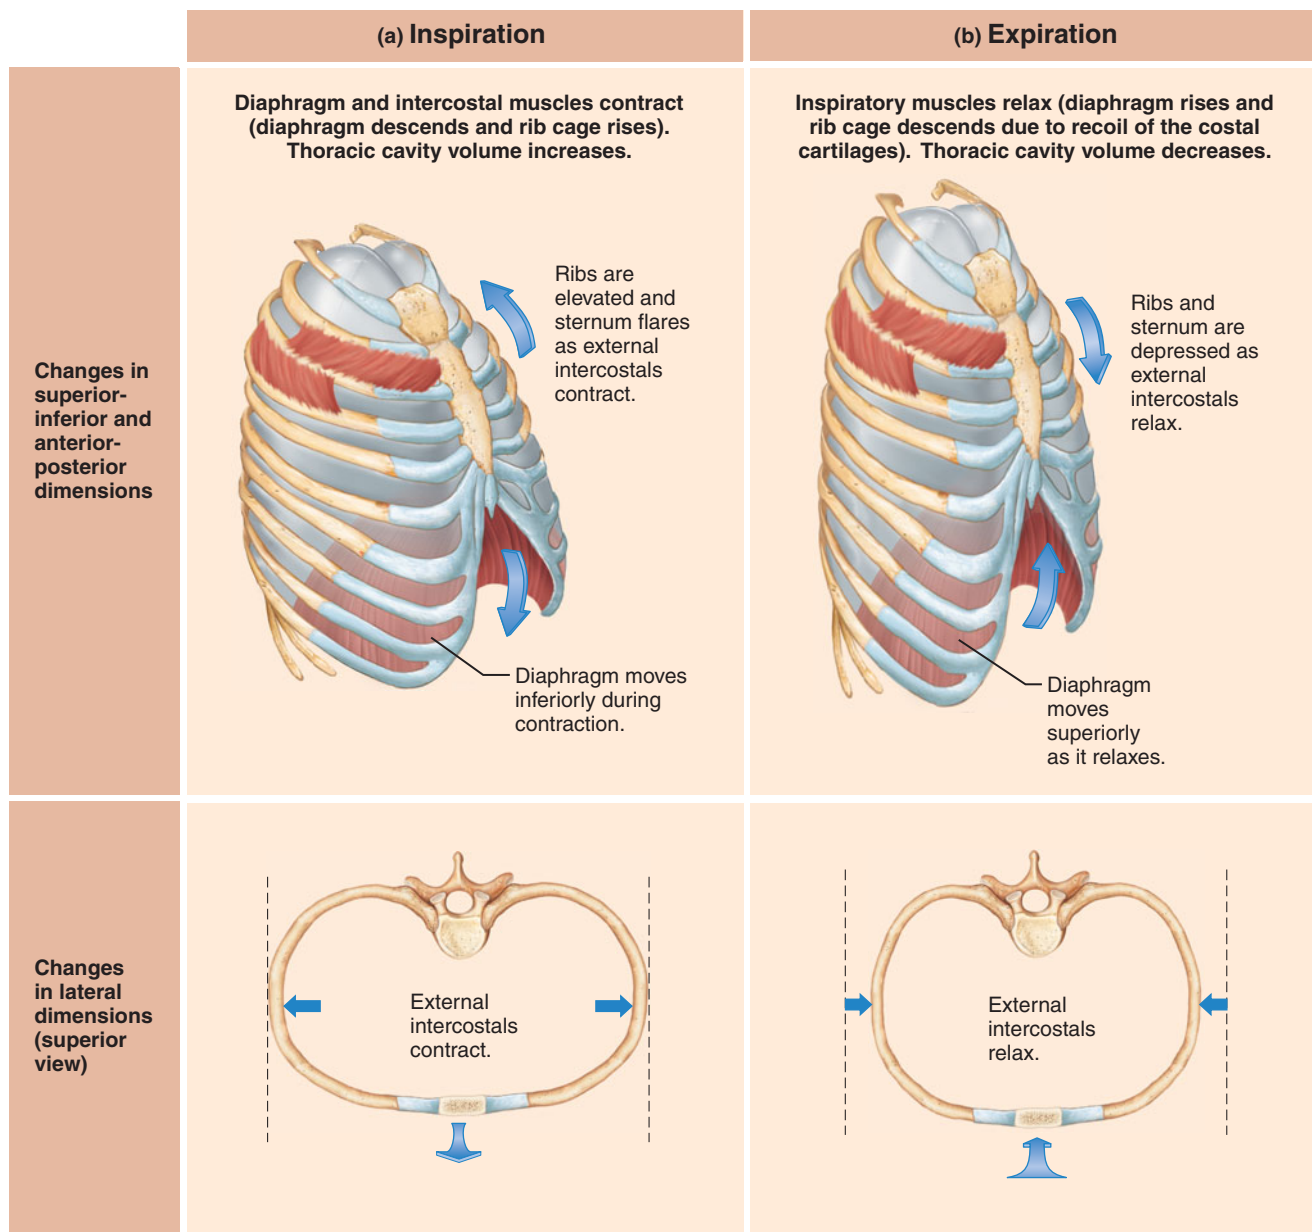 (a) Inspiration
(b) Expiration
Changes in
superior-
inferior and
anterior-
posterior
dimensions
Diaphragm and intercostal muscles contract
(diaphragm descends and rib cage rises).
Thoracic cavity volume increases.
Ribs are
elevated and
sternum flares
as external
intercostals
contract.
Diaphragm moves
inferiorly during
contraction.
Inspiratory muscles relax (diaphragm rises and
rib cage descends due to recoil of the costal
cartilages). Thoracic cavity volume decreases.
Ribs and
sternum are
depressed as
external
intercostals
relax.
Diaphragm
moves
superiorly
as it relaxes.
Changes
in lateral
dimensions
(superior
view)
External
intercostals
contract.
External
intercostals
relax.